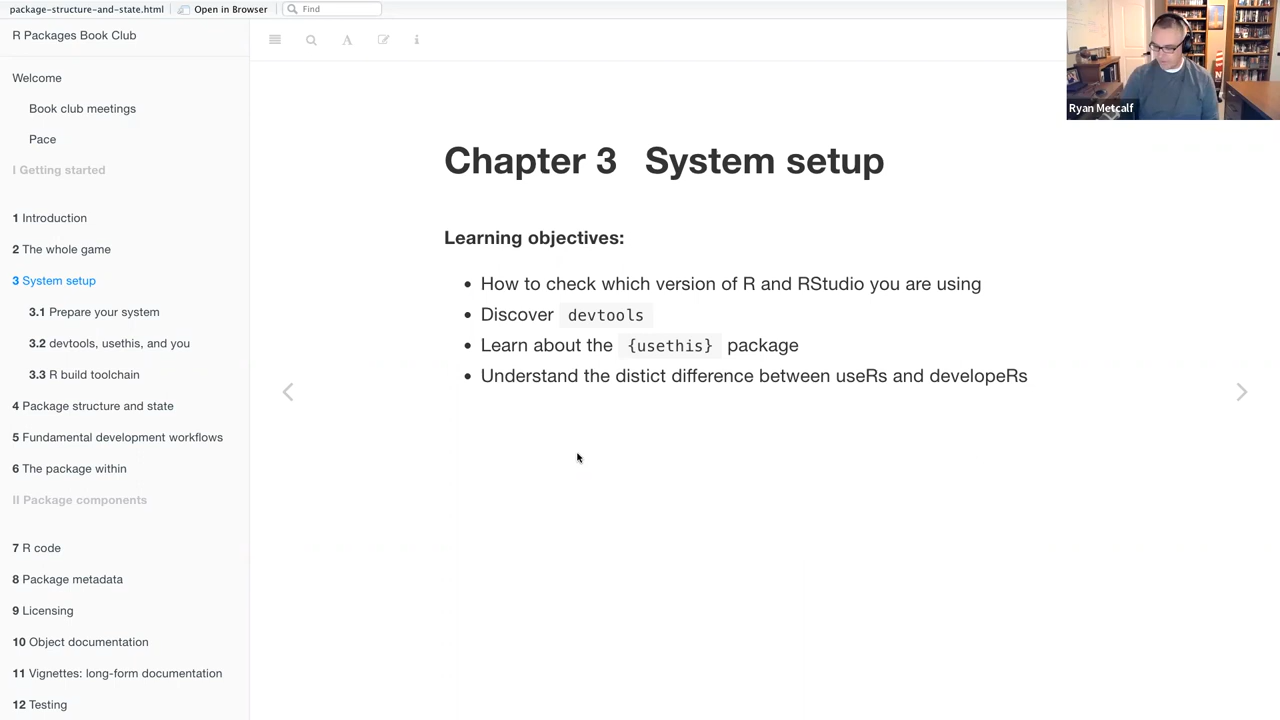 package-structure-and-state.html
Open in Browser
Find
R Packages Book Club
Welcome
Book club meetings
Pace
I Getting started
1 Introduction
2 The whole game
3 System setup
3.1 Prepare your system
3.2 devtools, usethis, and you
3.3 R build toolchain
4 Package structure and state
5 Fundamental development workflows
6 The package within
II Package components
7 R code
8 Package metadata
9 Licensing
10 Object documentation
11 Vignettes: long-form documentation
12 Testing
Chapter 3 System setup
Learning objectives:
• How to check which version of R and RStudio you are using
• Discover devtools
• Learn about the {usethis} package
• Understand the distict difference between useRs and developeRs
Ryan Metcalf